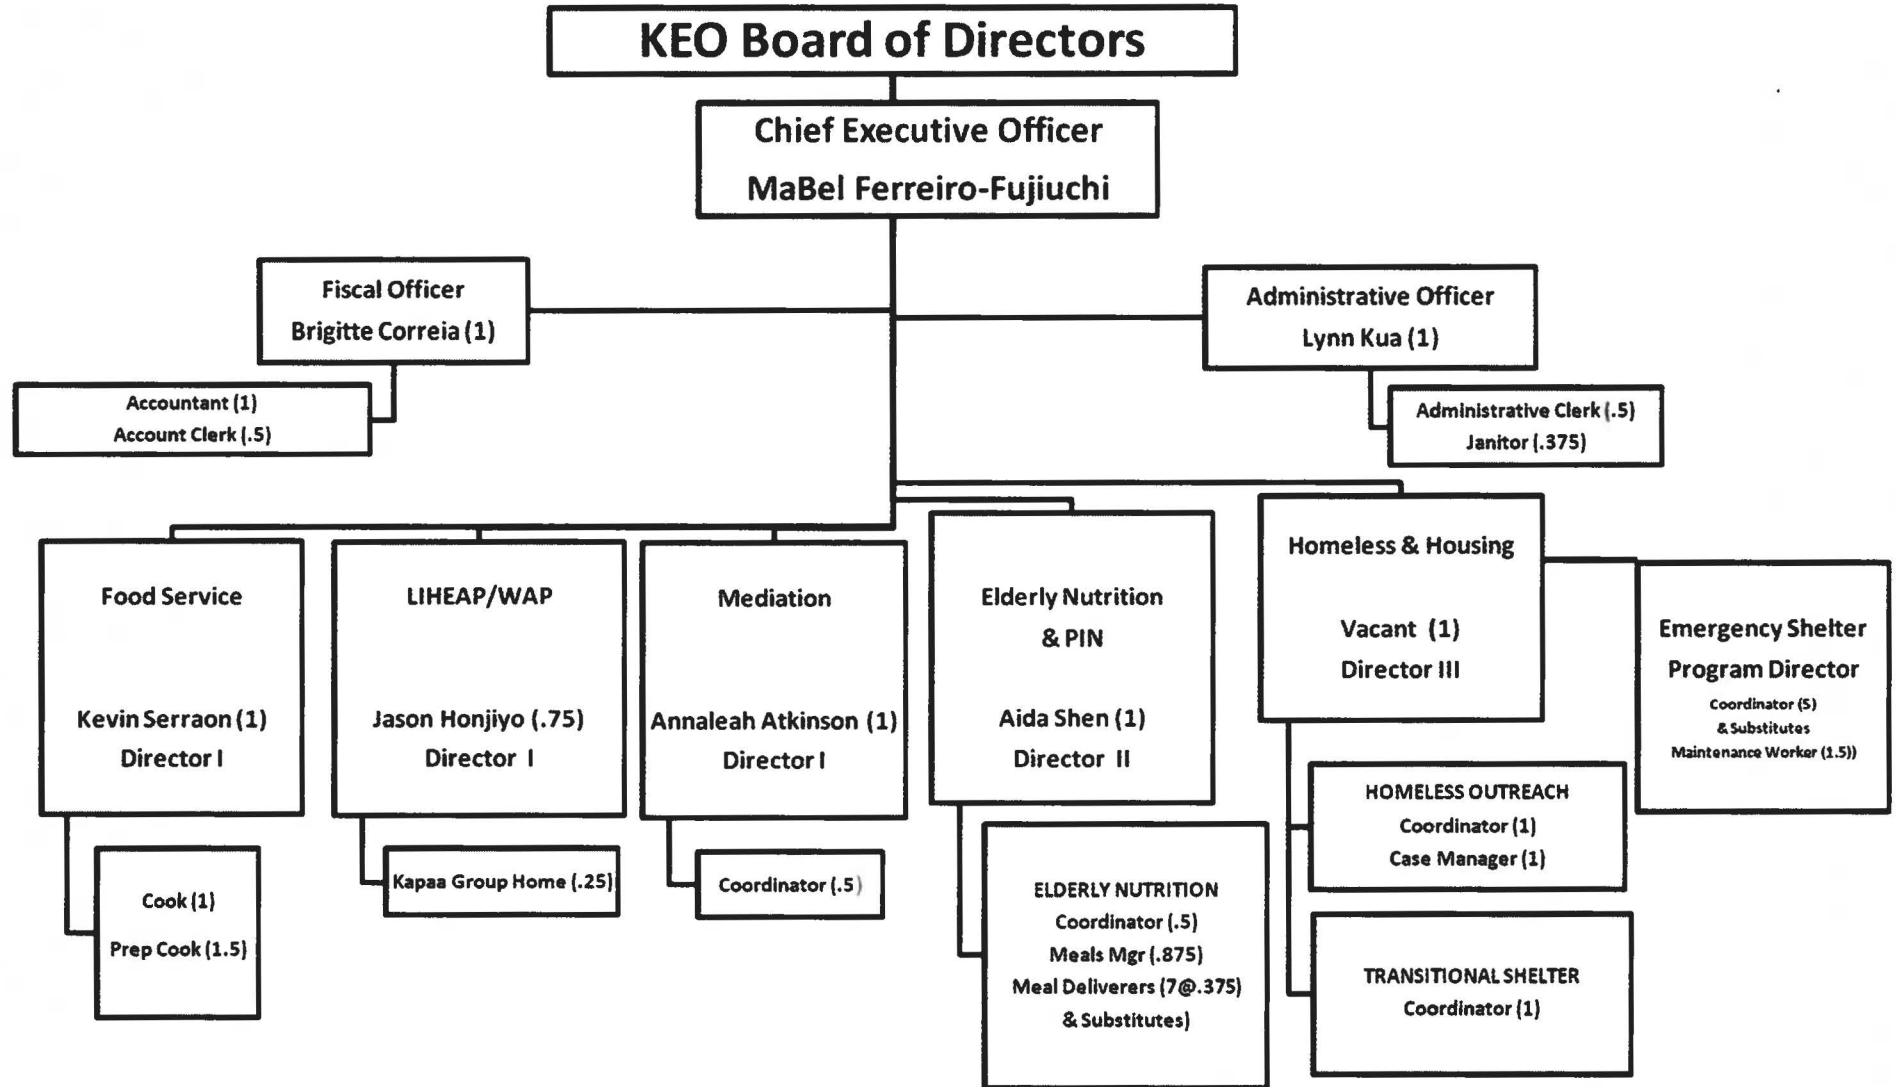 KEO Board of Directors
Chief Executive Officer
MaBel Ferreiro-Fujiuchi
Fiscal Officer
Brigitte Correia (1)
Accountant (1)
Account Clerk (.5)
Administrative Officer
Lynn Kua (1)
Administrative Clerk (.5)
Janitor (.375)
Food Service
Kevin Serraon (1)
Director I
Cook (1)
Prep Cook (1.5)
LIHEAP/WAP
Jason Honjiyo (.75)
Director I
Kapaa Group Home (.25)
Mediation
Annaleah Atkinson (1)
Director I
Coordinator (.5)
Elderly Nutrition
& PIN
Aida Shen (1)
Director II
ELDERLY NUTRITION
Coordinator (.5)
Meals Mgr (.875)
Meal Deliverers (7@.375)
& Substitutes)
Homeless & Housing
Vacant (1)
Director III
HOMELESS OUTREACH
Coordinator (1)
Case Manager (1)
TRANSITIONAL SHELTER
Coordinator (1)
Emergency Shelter
Program Director
Coordinator (5)
& Substitutes
Maintenance Worker (1.5))